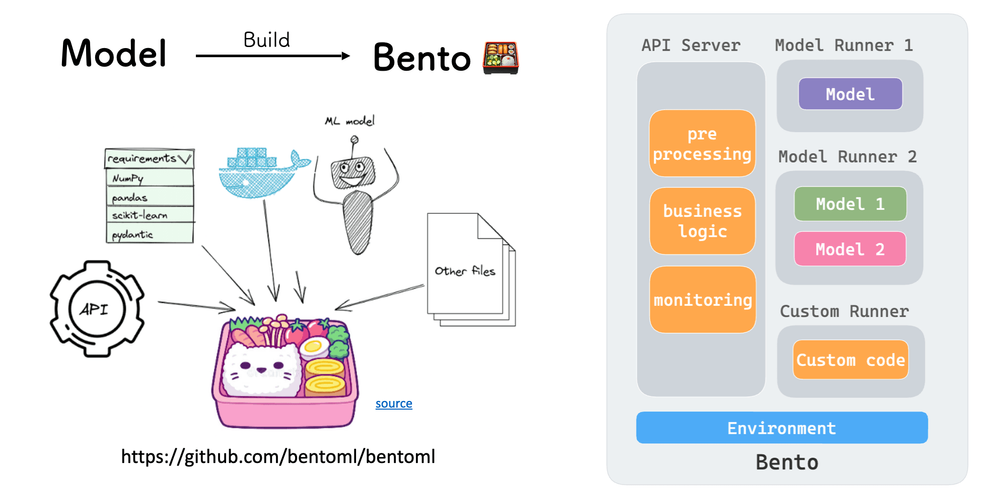 Model
Build
Bento
ML model
requirements
NumPy
pandas
scikit-learn
pydantic
API
Other files
source
https://github.com/bentoml/bentoml
API Server
pre
processing
business
logic
monitoring
Model Runner 1
Model
Model Runner 2
Model 1
Model 2
Custom Runner
Custom code
Environment
Bento